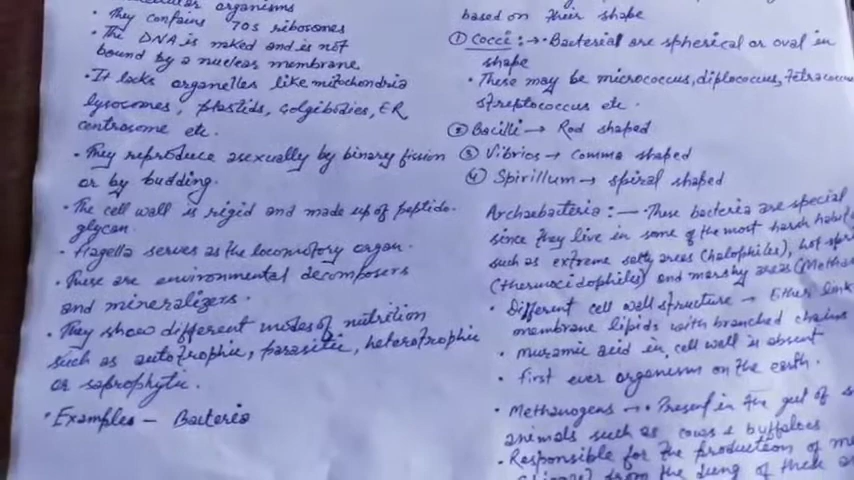 organisms
• They contains 70s ribosomes
• The DNA is naked and is not
bound by a nuclear membrane.
• It lacks organelles like mitochondria
lysosomes, plastids, golgibodies, ER,
centrosome etc.
• They reproduce asexually by binary fission
or by budding.
• The cell wall is rigid and made up of peptido-
glycan.
• flagella serves as the locomotory organ.
• These are environmental decomposers
and mineralizers.
• They show different modes of nutrition
such as autotrophic, parasitic, heterotrophic
or saprophytic.
• Examples — Bacteria
based on their shape
① Cocci :→ • Bacterial are spherical or oval in
shape
• These may be micrococcus, diplococcus, tetracoccus
streptococcus etc.
② Bacilli → Rod shaped
③ Vibrios → Comma shaped
④ Spirillum → spiral shaped
Archaebacteria :— These bacteria are special
since they live in some of the most harsh
such as extreme salty areas (halophiles), hot
(thermoacidophiles) and marshy areas
• Different cell wall structure → Ether link
membrane lipids with branched chains
• muramic acid in cell wall is absent
• first ever organisms on the earth.
• Methanogens → • Present in the gut of
animals such as cows & buffaloes
• Responsible for the production of
from the dung of these